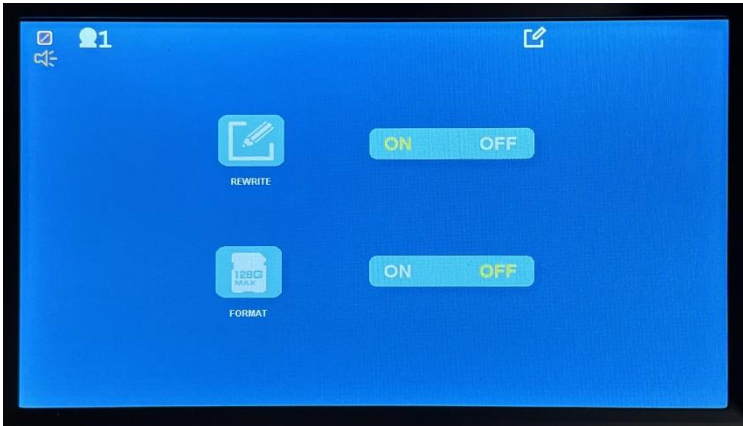 1
ON OFF
REWRITE
128G
MAX
ON OFF
FORMAT